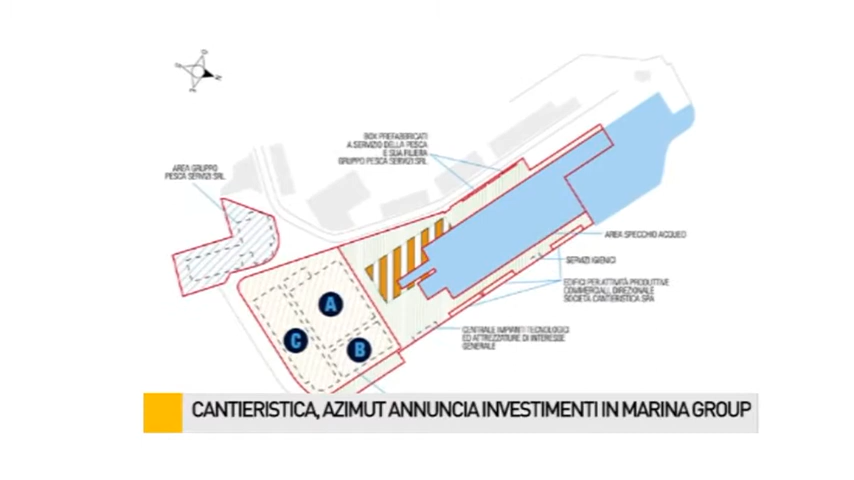 BOX PREFABBRICATI
A SERVIZIO DELLA PESCA
E SUA FILIERA
GRUPPO PESCA SERVIZI SRL
AREA GRUPPO
PESCA SERVIZI SRL
AREA SPECCHIO ACQUEO
SERVIZI IGIENICI
EDIFICI PER ATTIVITÀ PRODUTTIVE
COMMERCIALI, DIREZIONALE
SOCIETÀ CANTIERISTICA SPA
A
CENTRALE IMPIANTI TECNOLOGICI
ED ATTREZZATURE DI INTERESSE
GENERALE
C
B
CANTIERISTICA, AZIMUT ANNUNCIA INVESTIMENTI IN MARINA GROUP